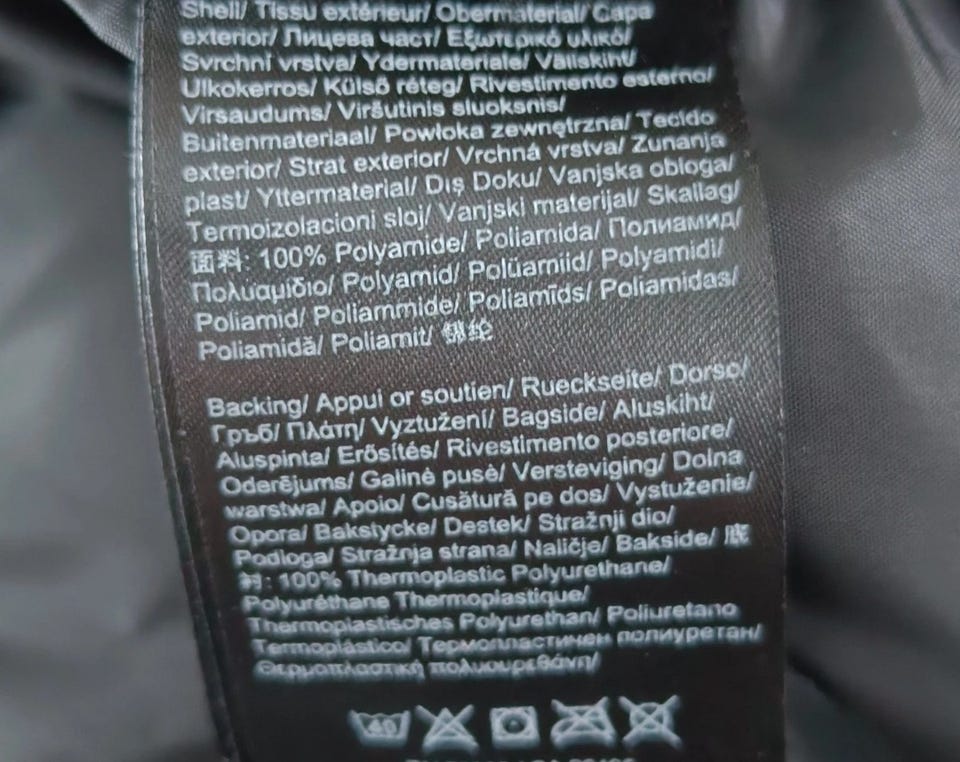 Shell/ Tissu extérieur/ Obermaterial/ Capa
exterior/ Лицева част/ Εξωτερικό υλικό/
Svrchní vrstva/ Ydermateriale/ Väliskiht/
Ulkokerros/ Külső réteg/ Rivestimento esterno/
Virsaudums/ Viršutinis sluoksnis/
Buitenmateriaal/ Powłoka zewnętrzna/ Tecido
exterior/ Strat exterior/ Vrchná vrstva/ Zunanja
plast/ Yttermaterial/ Dış Doku/ Vanjska obloga/
Termoizolacioni sloj/ Vanjski materijal/ Skallag/
面料: 100% Polyamide/ Poliamida/ Полиамид/
Πολυαμίδιο/ Polyamid/ Polüamiid/ Polyamidi/
Poliamid/ Poliammide/ Poliamīds/ Poliamidas/
Poliamidă/ Poliamit/ 锦纶
Backing/ Appui or soutien/ Rueckseite/ Dorso/
Гръб/ Πλάτη/ Vyztužení/ Bagside/ Aluskiht/
Aluspinta/ Erősítés/ Rivestimento posteriore/
Oderējums/ Galinė pusė/ Versteviging/ Dolna
warstwa/ Apoio/ Cusătură pe dos/ Vystuženie/
Opora/ Bakstycke/ Destek/ Stražnji dio/
Podloga/ Stražnja strana/ Naličje/ Bakside/ 底
料: 100% Thermoplastic Polyurethane/
Polyuréthane Thermoplastique/
Thermoplastisches Polyurethan/ Poliuretano
Termoplástico/ Термопластичен полиуретан/
Θερμοπλαστική πολυουρεθάνη/
40